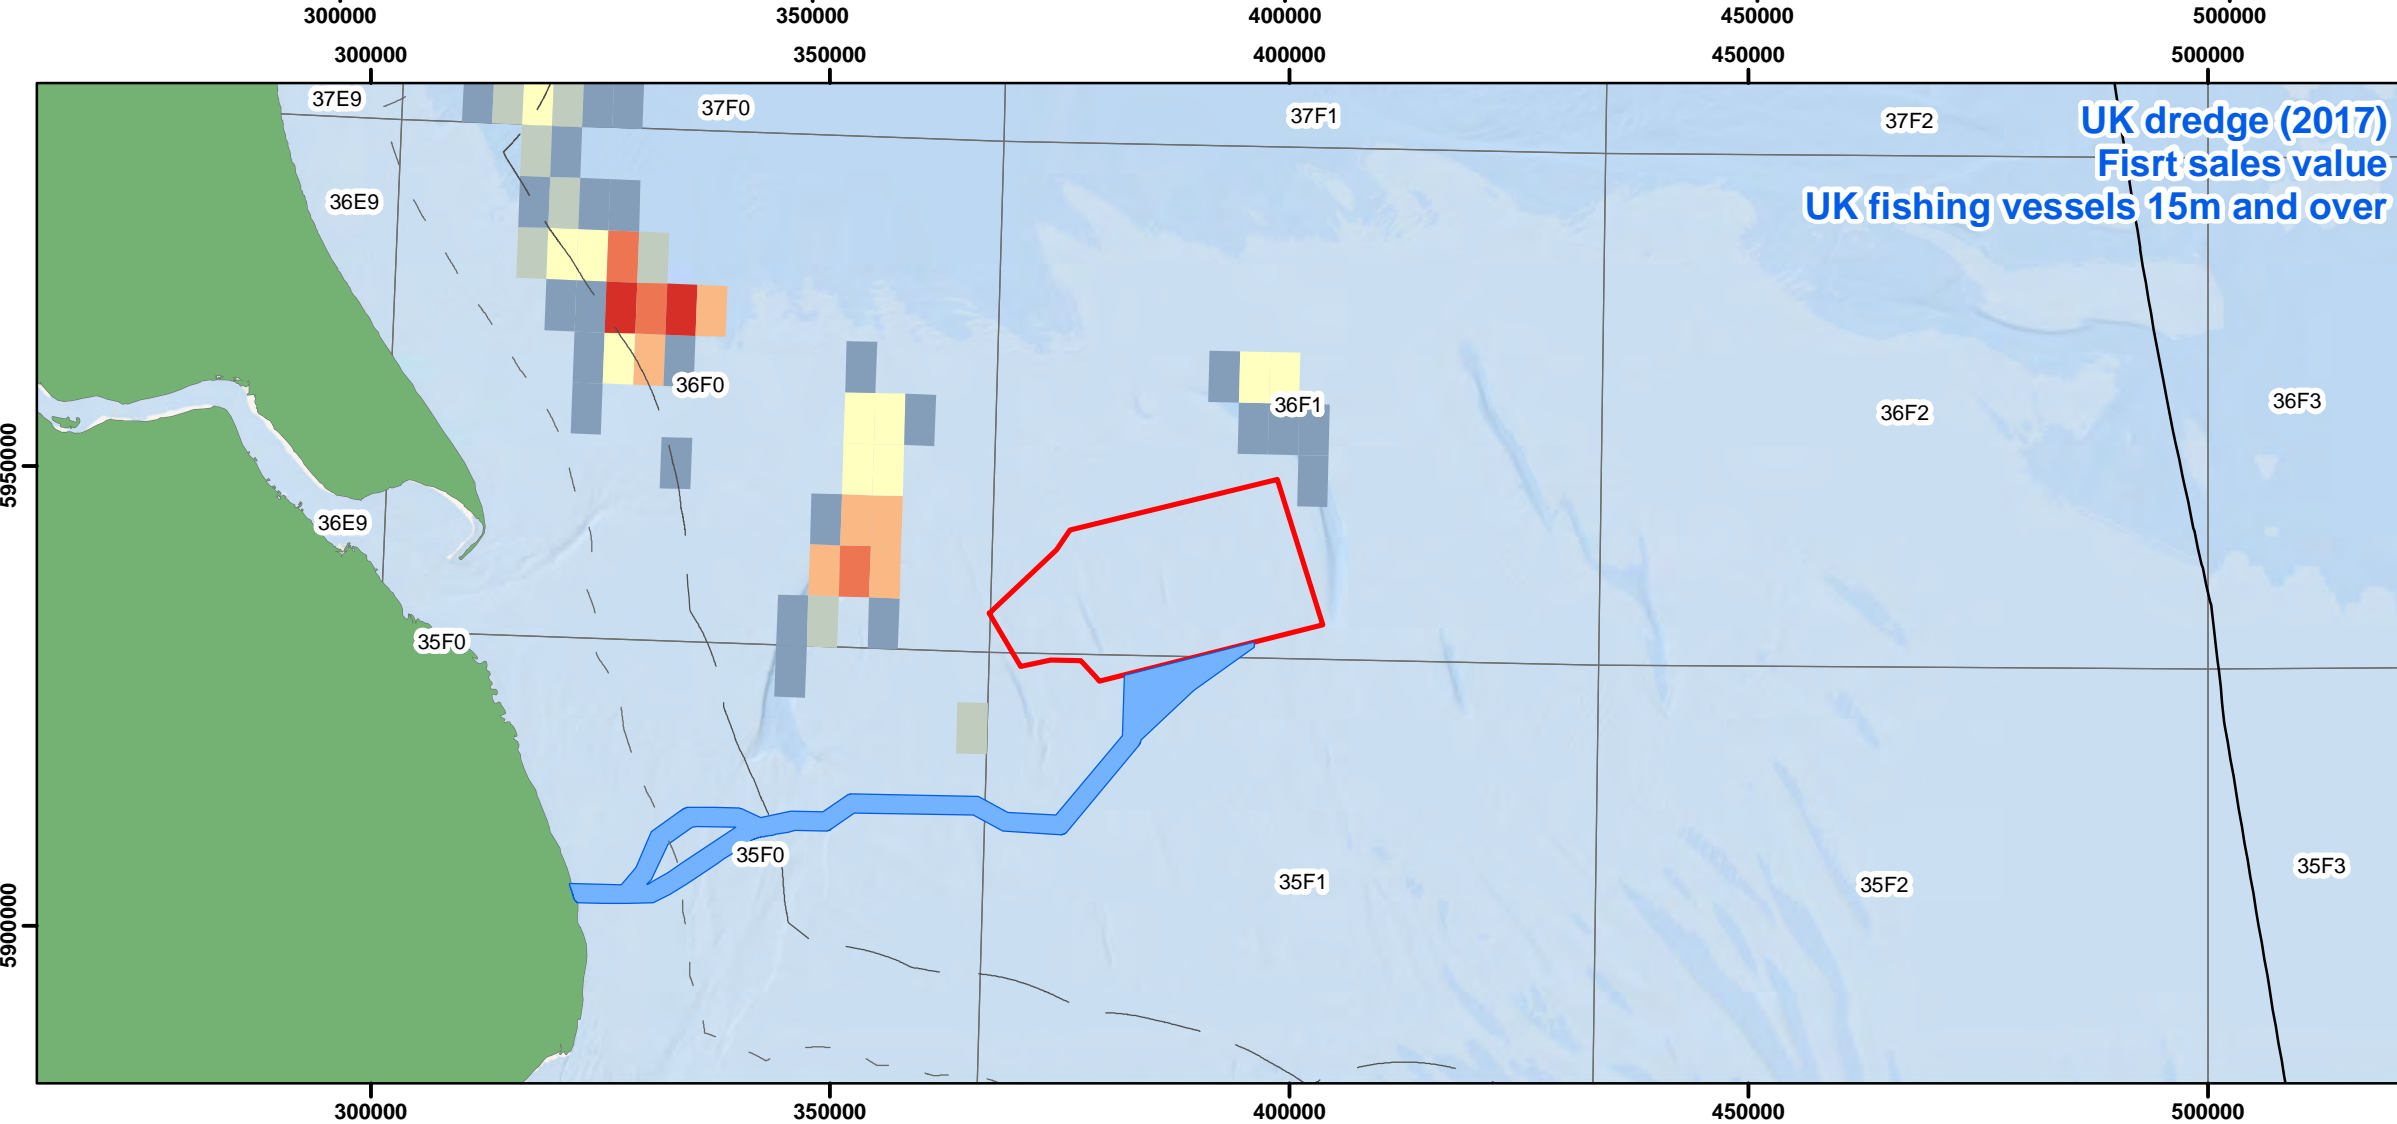 300000 350000 400000 450000 500000
300000 350000 400000 450000 500000
37E9 37F0 37F1 37F2
UK dredge (2017)
Fisrt sales value
UK fishing vessels 15m and over
36E9
36F0 36F1 36F2 36F3
5950000
36E9
35F0
35F0 35F1 35F2 35F3
5900000
300000 350000 400000 450000 500000